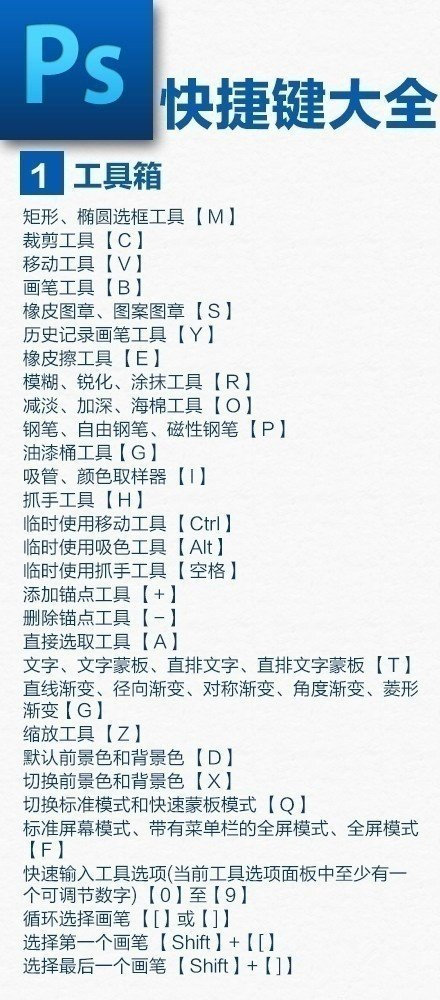 Ps
快捷键大全
1 工具箱
矩形、椭圆选框工具【M】
裁剪工具【C】
移动工具【V】
画笔工具【B】
橡皮图章、图案图章【S】
历史记录画笔工具【Y】
橡皮擦工具【E】
模糊、锐化、涂抹工具【R】
减淡、加深、海棉工具【O】
钢笔、自由钢笔、磁性钢笔【P】
油漆桶工具【G】
吸管、颜色取样器【I】
抓手工具【H】
临时使用移动工具【Ctrl】
临时使用吸色工具【Alt】
临时使用抓手工具【空格】
添加锚点工具【+】
删除锚点工具【-】
直接选取工具【A】
文字、文字蒙板、直排文字、直排文字蒙板【T】
直线渐变、径向渐变、对称渐变、角度渐变、菱形
渐变【G】
缩放工具【Z】
默认前景色和背景色【D】
切换前景色和背景色【X】
切换标准模式和快速蒙板模式【Q】
标准屏幕模式、带有菜单栏的全屏模式、全屏模式
【F】
快速输入工具选项(当前工具选项面板中至少有一
个可调节数字)【0】至【9】
循环选择画笔【[】或【]】
选择第一个画笔【Shift】+【[】
选择最后一个画笔【Shift】+【]】